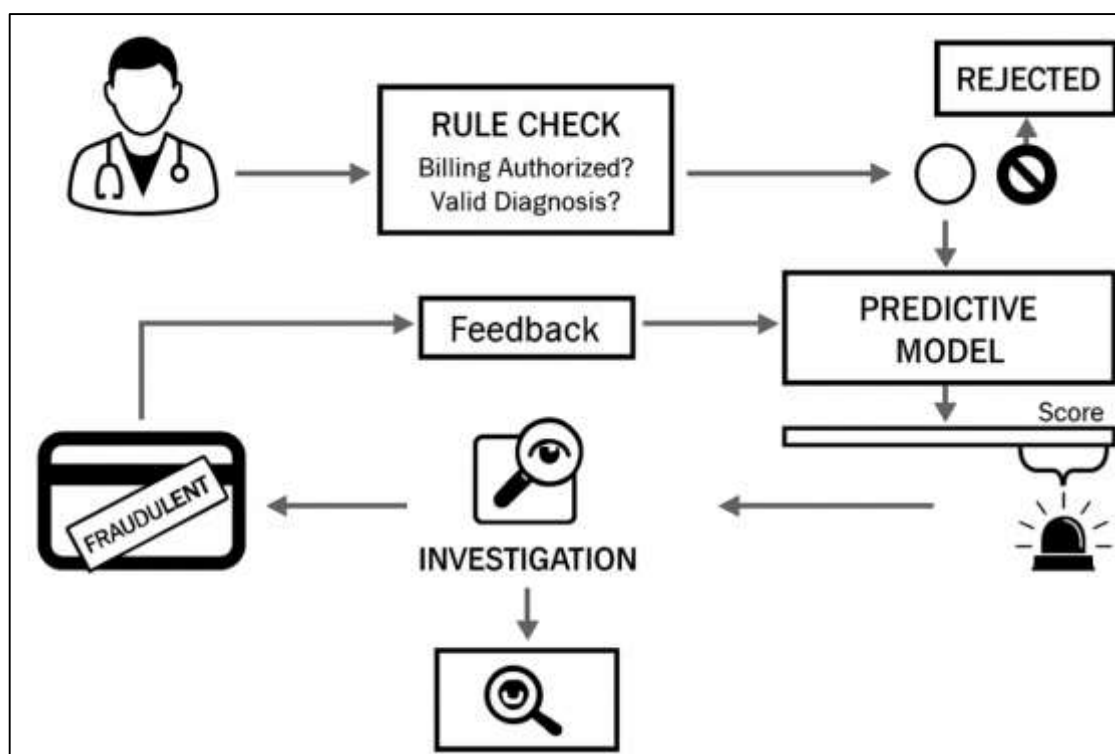 REJECTED
RULE CHECK
Billing Authorized?
Valid Diagnosis?
Feedback
PREDICTIVE
MODEL
Score
FRAUDULENT
INVESTIGATION